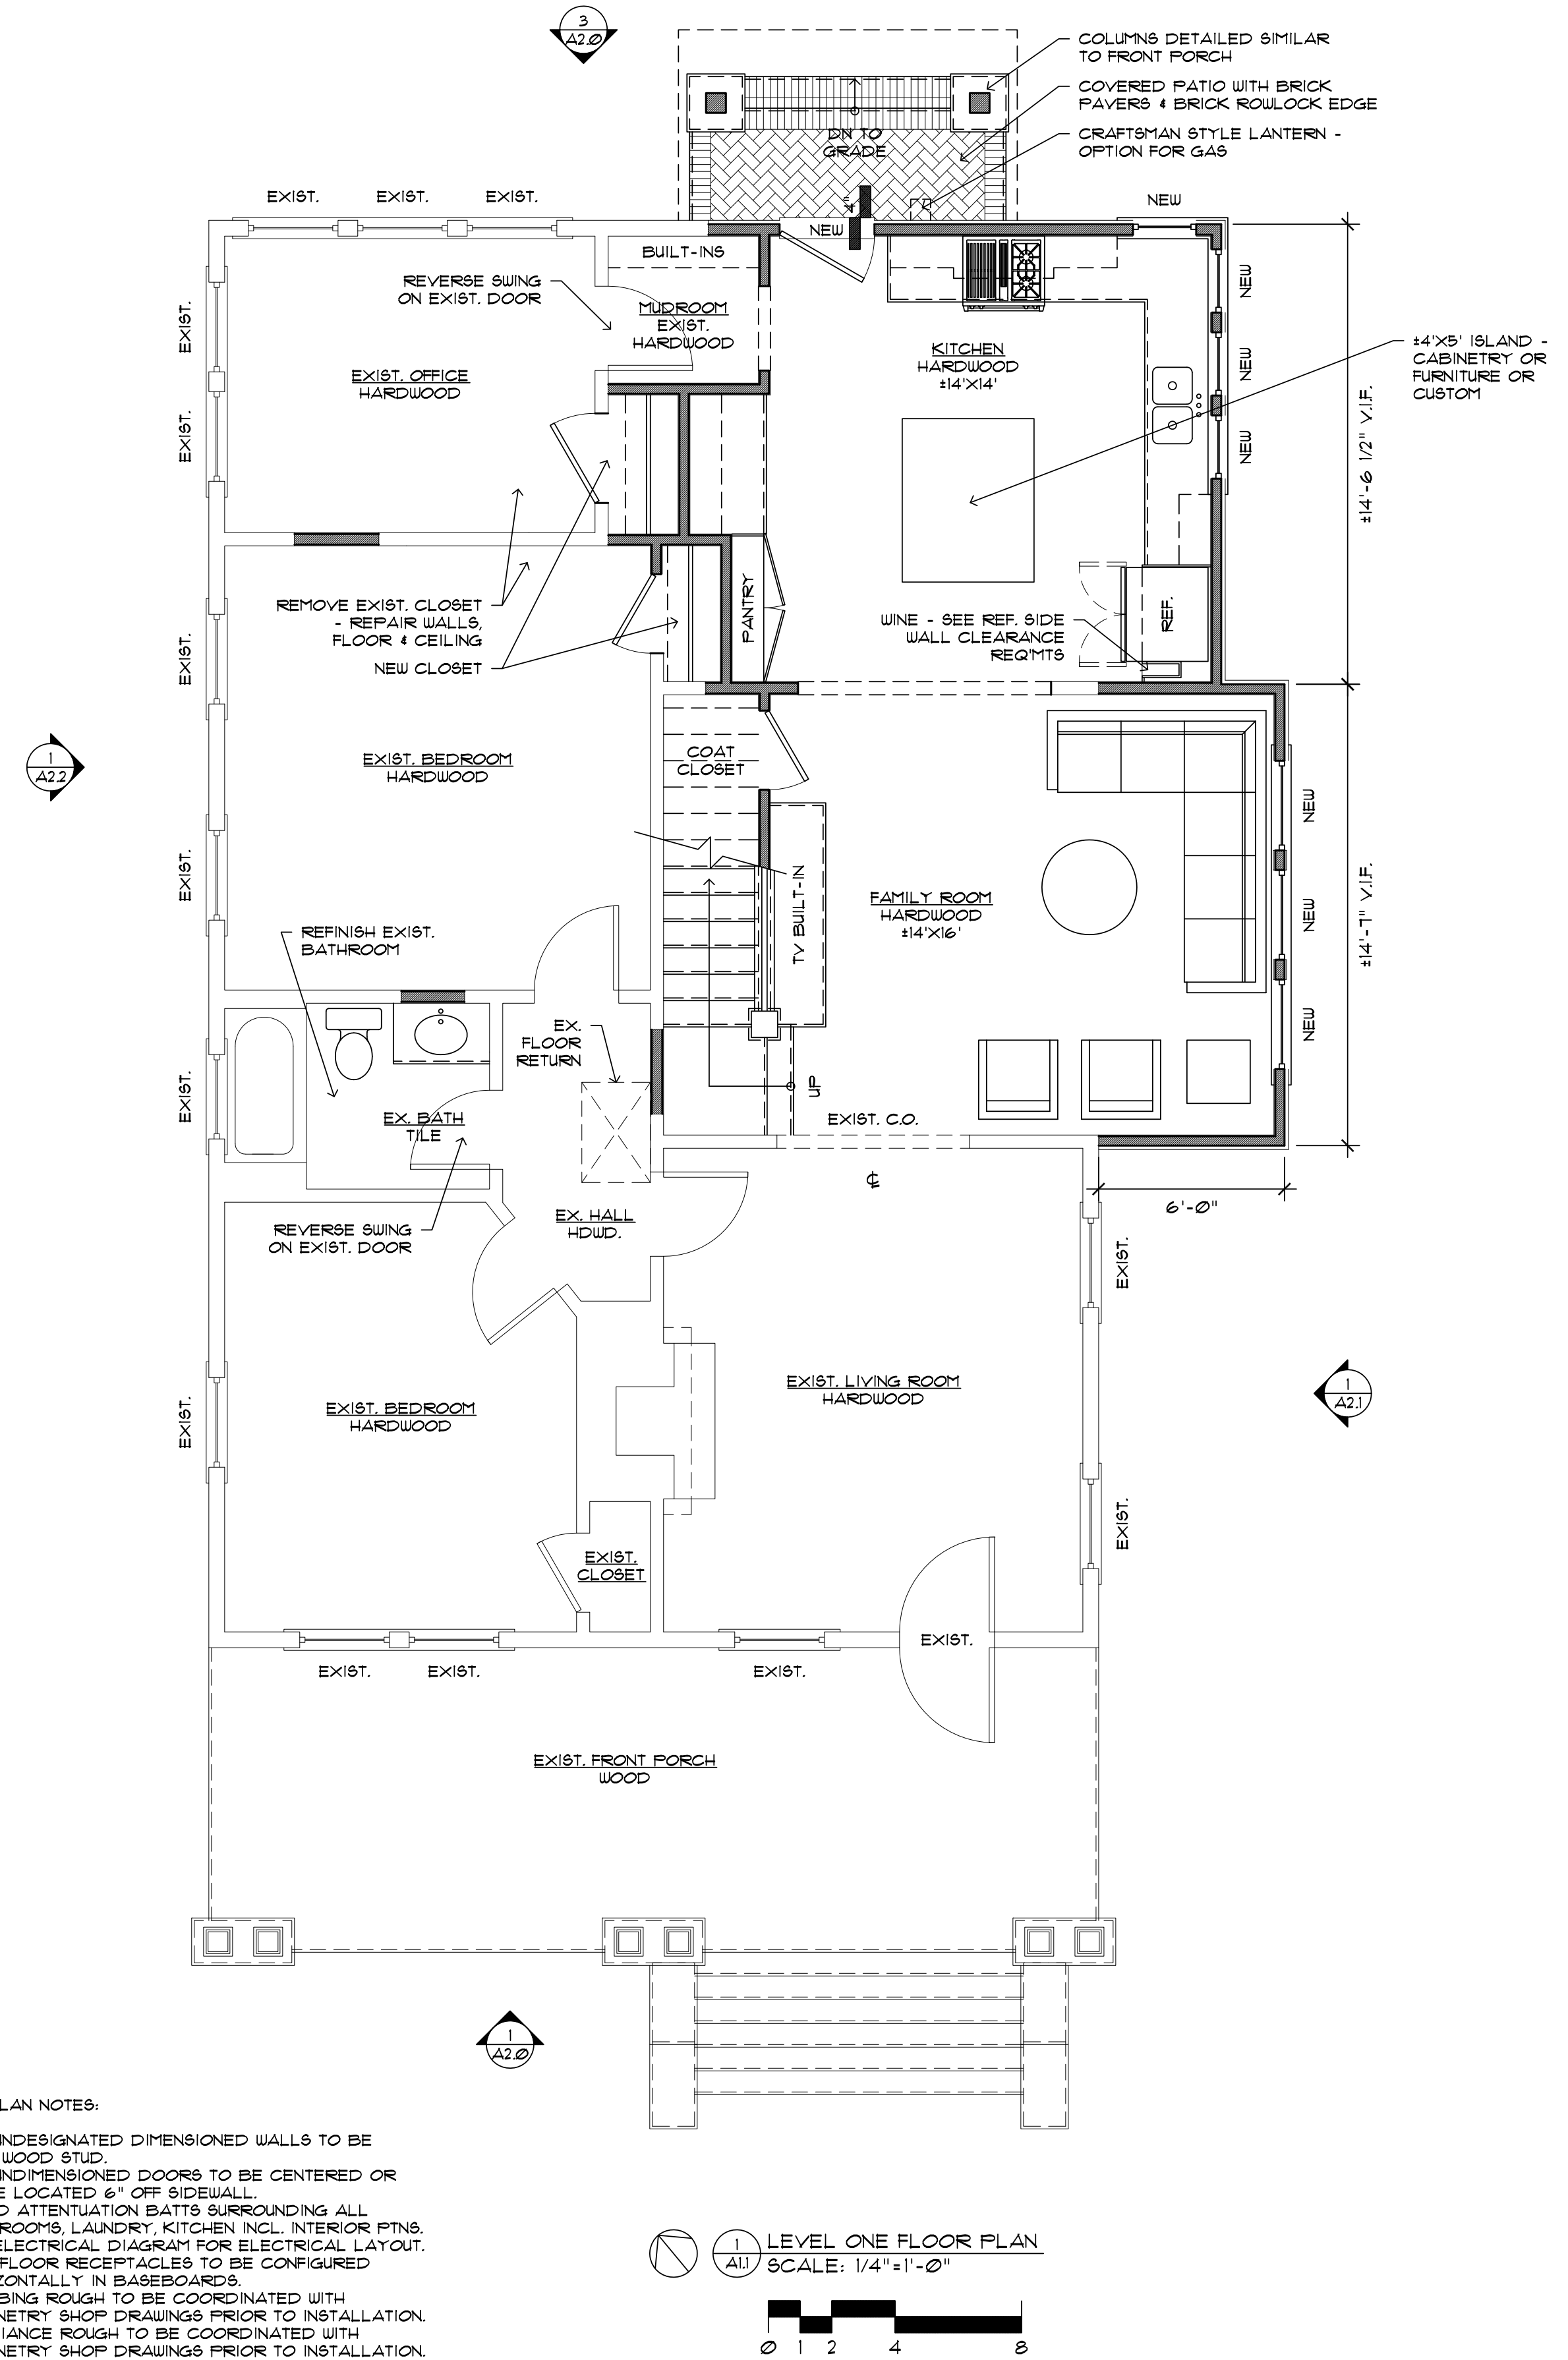 3
A2.0
COLUMNS DETAILED SIMILAR
TO FRONT PORCH
COVERED PATIO WITH BRICK
PAVERS & BRICK ROWLOCK EDGE
CRAFTSMAN STYLE LANTERN -
OPTION FOR GAS
DN TO
GRADE
4"
NEW
NEW
EXIST.
EXIST.
EXIST.
BUILT-INS
REVERSE SWING
ON EXIST. DOOR
MUDROOM
EXIST.
HARDWOOD
EXIST.
EXIST.
EXIST. OFFICE
HARDWOOD
KITCHEN
HARDWOOD
±14'X14'
NEW
NEW
NEW
±4'X5' ISLAND -
CABINETRY OR
FURNITURE OR
CUSTOM
±14'-6 1/2" V.I.F.
REMOVE EXIST. CLOSET
- REPAIR WALLS,
FLOOR & CEILING
NEW CLOSET
PANTRY
WINE - SEE REF. SIDE
WALL CLEARANCE
REQ'MTS
REF.
EXIST.
EXIST.
1
A2.2
EXIST. BEDROOM
HARDWOOD
COAT
CLOSET
TV BUILT-IN
FAMILY ROOM
HARDWOOD
±14'X16'
NEW
NEW
NEW
±14'-7" V.I.F.
REFINISH EXIST.
BATHROOM
EX.
FLOOR
RETURN
UP
EXIST.
EX. BATH
TILE
EXIST. C.O.
℄
6'-0"
REVERSE SWING
ON EXIST. DOOR
EX. HALL
HDWD.
EXIST.
EXIST.
EXIST. BEDROOM
HARDWOOD
EXIST. LIVING ROOM
HARDWOOD
1
A2.1
EXIST.
EXIST.
CLOSET
EXIST.
EXIST.
EXIST.
EXIST.
EXIST. FRONT PORCH
WOOD
1
A2.0
LAN NOTES:
NDESIGNATED DIMENSIONED WALLS TO BE
WOOD STUD.
NDIMENSIONED DOORS TO BE CENTERED OR
E LOCATED 6" OFF SIDEWALL.
D ATTENTUATION BATTS SURROUNDING ALL
ROOMS, LAUNDRY, KITCHEN INCL. INTERIOR PTNS.
ELECTRICAL DIAGRAM FOR ELECTRICAL LAYOUT.
FLOOR RECEPTACLES TO BE CONFIGURED
ZONTALLY IN BASEBOARDS.
BING ROUGH TO BE COORDINATED WITH
NETRY SHOP DRAWINGS PRIOR TO INSTALLATION.
IANCE ROUGH TO BE COORDINATED WITH
NETRY SHOP DRAWINGS PRIOR TO INSTALLATION.
1
A1.1
LEVEL ONE FLOOR PLAN
SCALE: 1/4"=1'-0"
0 1 2 4 8